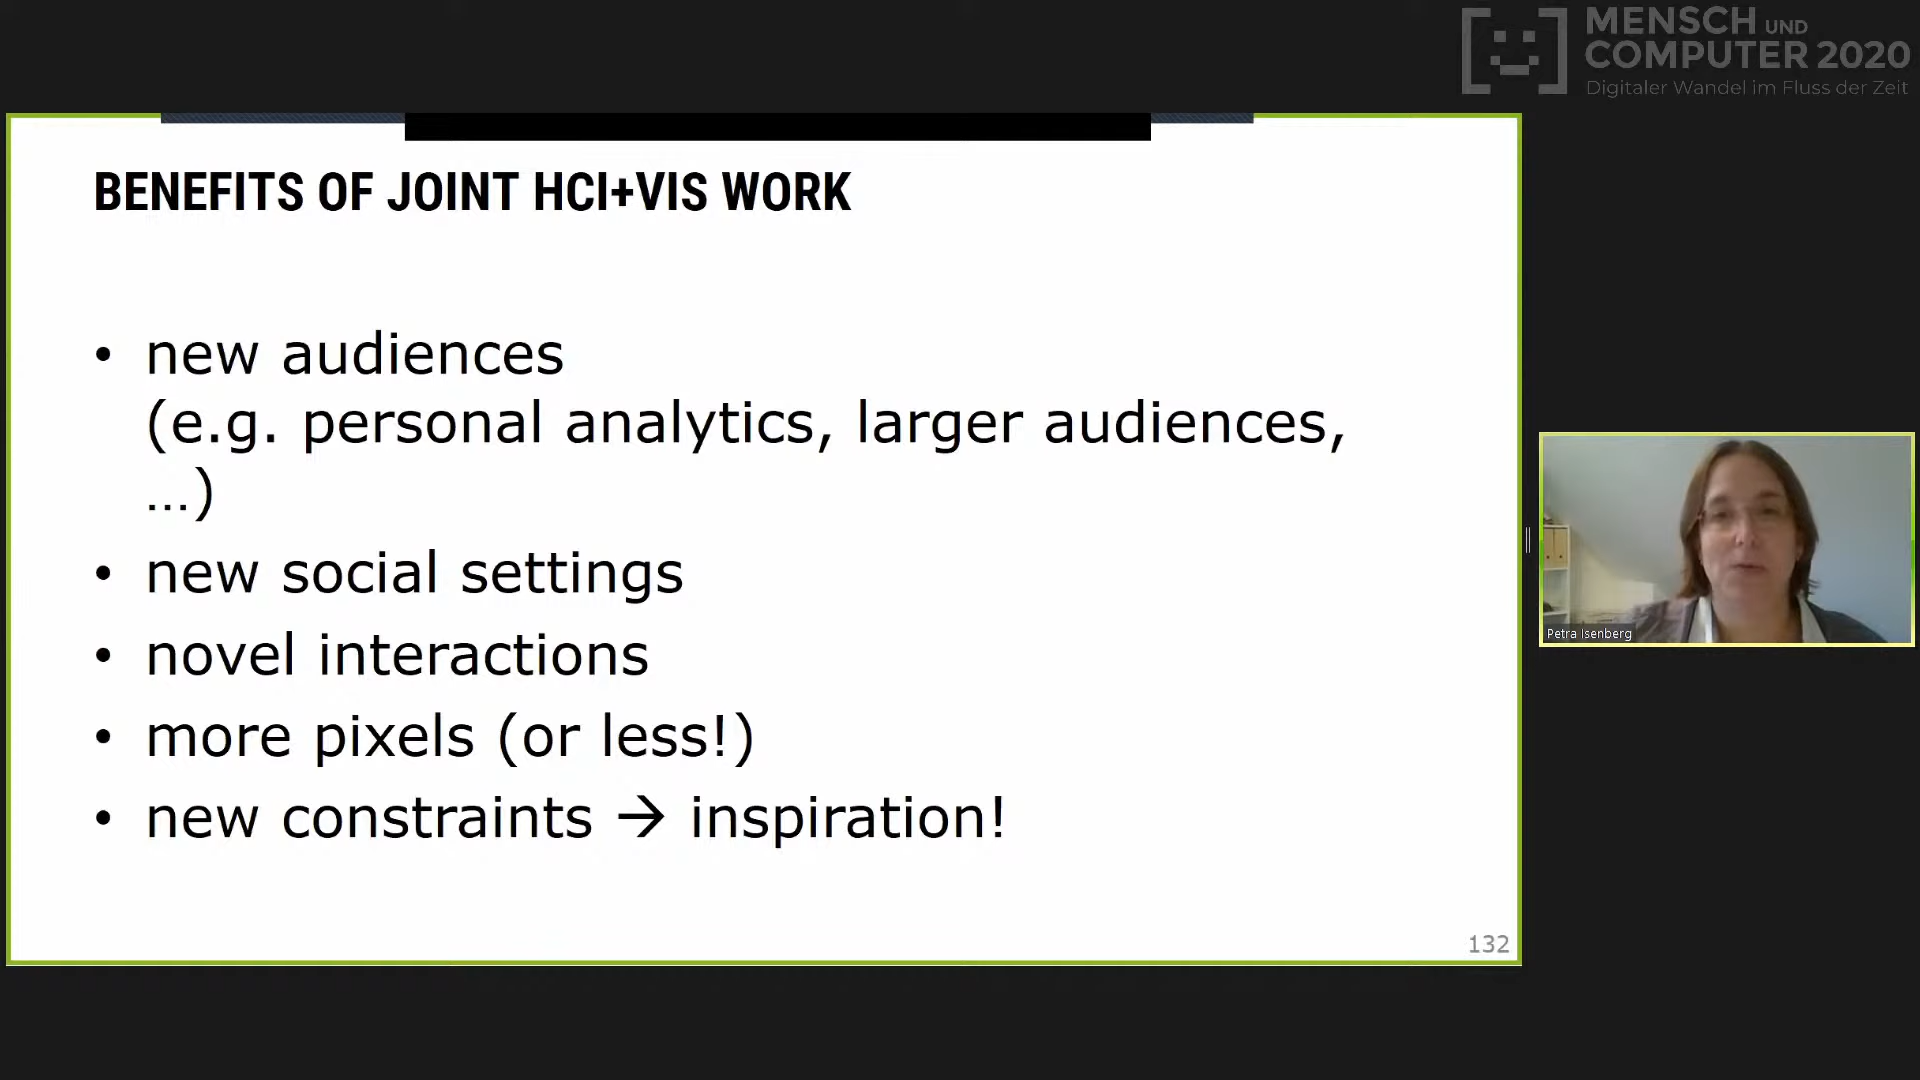 MENSCH UND
COMPUTER 2020
Digitaler Wandel im Fluss der Zeit
BENEFITS OF JOINT HCI+VIS WORK
• new audiences
(e.g. personal analytics, larger audiences,
...)
• new social settings
• novel interactions
• more pixels (or less!)
• new constraints → inspiration!
132
Petra Isenberg